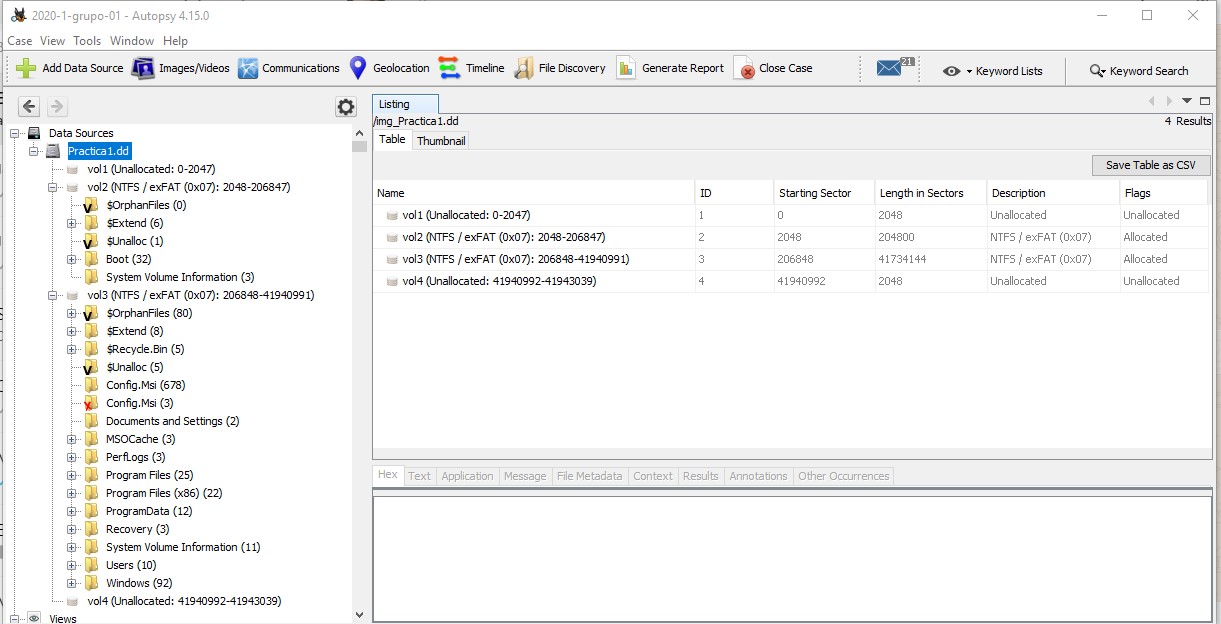 2020-1-grupo-01 - Autopsy 4.15.0
Case View Tools Window Help
Add Data Source Images/Videos Communications Geolocation Timeline File Discovery Generate Report Close Case 21 Keyword Lists Keyword Search
Data Sources
Practica1.dd
vol1 (Unallocated: 0-2047)
vol2 (NTFS / exFAT (0x07): 2048-206847)
$OrphanFiles (0)
$Extend (6)
$Unalloc (1)
Boot (32)
System Volume Information (3)
vol3 (NTFS / exFAT (0x07): 206848-41940991)
$OrphanFiles (80)
$Extend (8)
$Recycle.Bin (5)
$Unalloc (5)
Config.Msi (678)
Config.Msi (3)
Documents and Settings (2)
MSOCache (3)
PerfLogs (3)
Program Files (25)
Program Files (x86) (22)
ProgramData (12)
Recovery (3)
System Volume Information (11)
Users (10)
Windows (92)
vol4 (Unallocated: 41940992-41943039)
Views
Listing
/img_Practica1.dd
4 Results
Table Thumbnail
Save Table as CSV
Name ID Starting Sector Length in Sectors Description Flags
vol1 (Unallocated: 0-2047) 1 0 2048 Unallocated Unallocated
vol2 (NTFS / exFAT (0x07): 2048-206847) 2 2048 204800 NTFS / exFAT (0x07) Allocated
vol3 (NTFS / exFAT (0x07): 206848-41940991) 3 206848 41734144 NTFS / exFAT (0x07) Allocated
vol4 (Unallocated: 41940992-41943039) 4 41940992 2048 Unallocated Unallocated
Hex Text Application Message File Metadata Context Results Annotations Other Occurrences